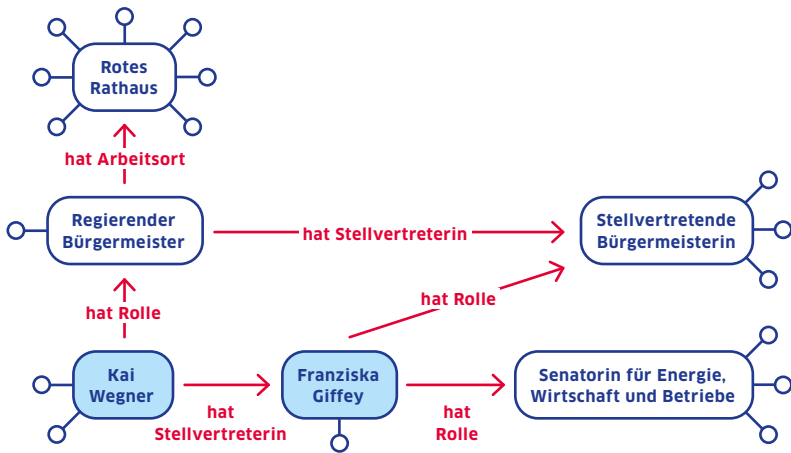 Rotes
Rathaus
hat Arbeitsort
Regierender
Bürgermeister
hat Stellvertreterin
Stellvertretende
Bürgermeisterin
hat Rolle
hat Rolle
Kai
Wegner
hat
Stellvertreterin
Franziska
Giffey
hat
Rolle
Senatorin für Energie,
Wirtschaft und Betriebe